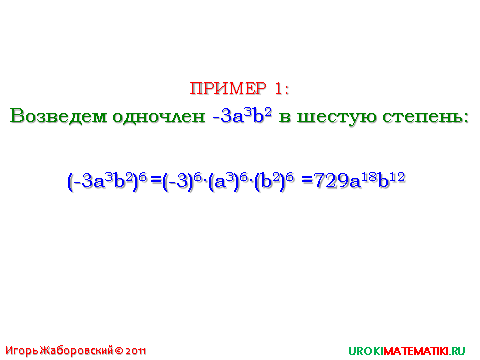 ПРИМЕР 1:
Возведем одночлен -3a³b² в шестую степень:
(-3a³b²)⁶=(-3)⁶·(a³)⁶·(b²)⁶ =729a¹⁸b¹²
Игорь Жаборовский © 2011
UROKIMATEMATIKI.RU